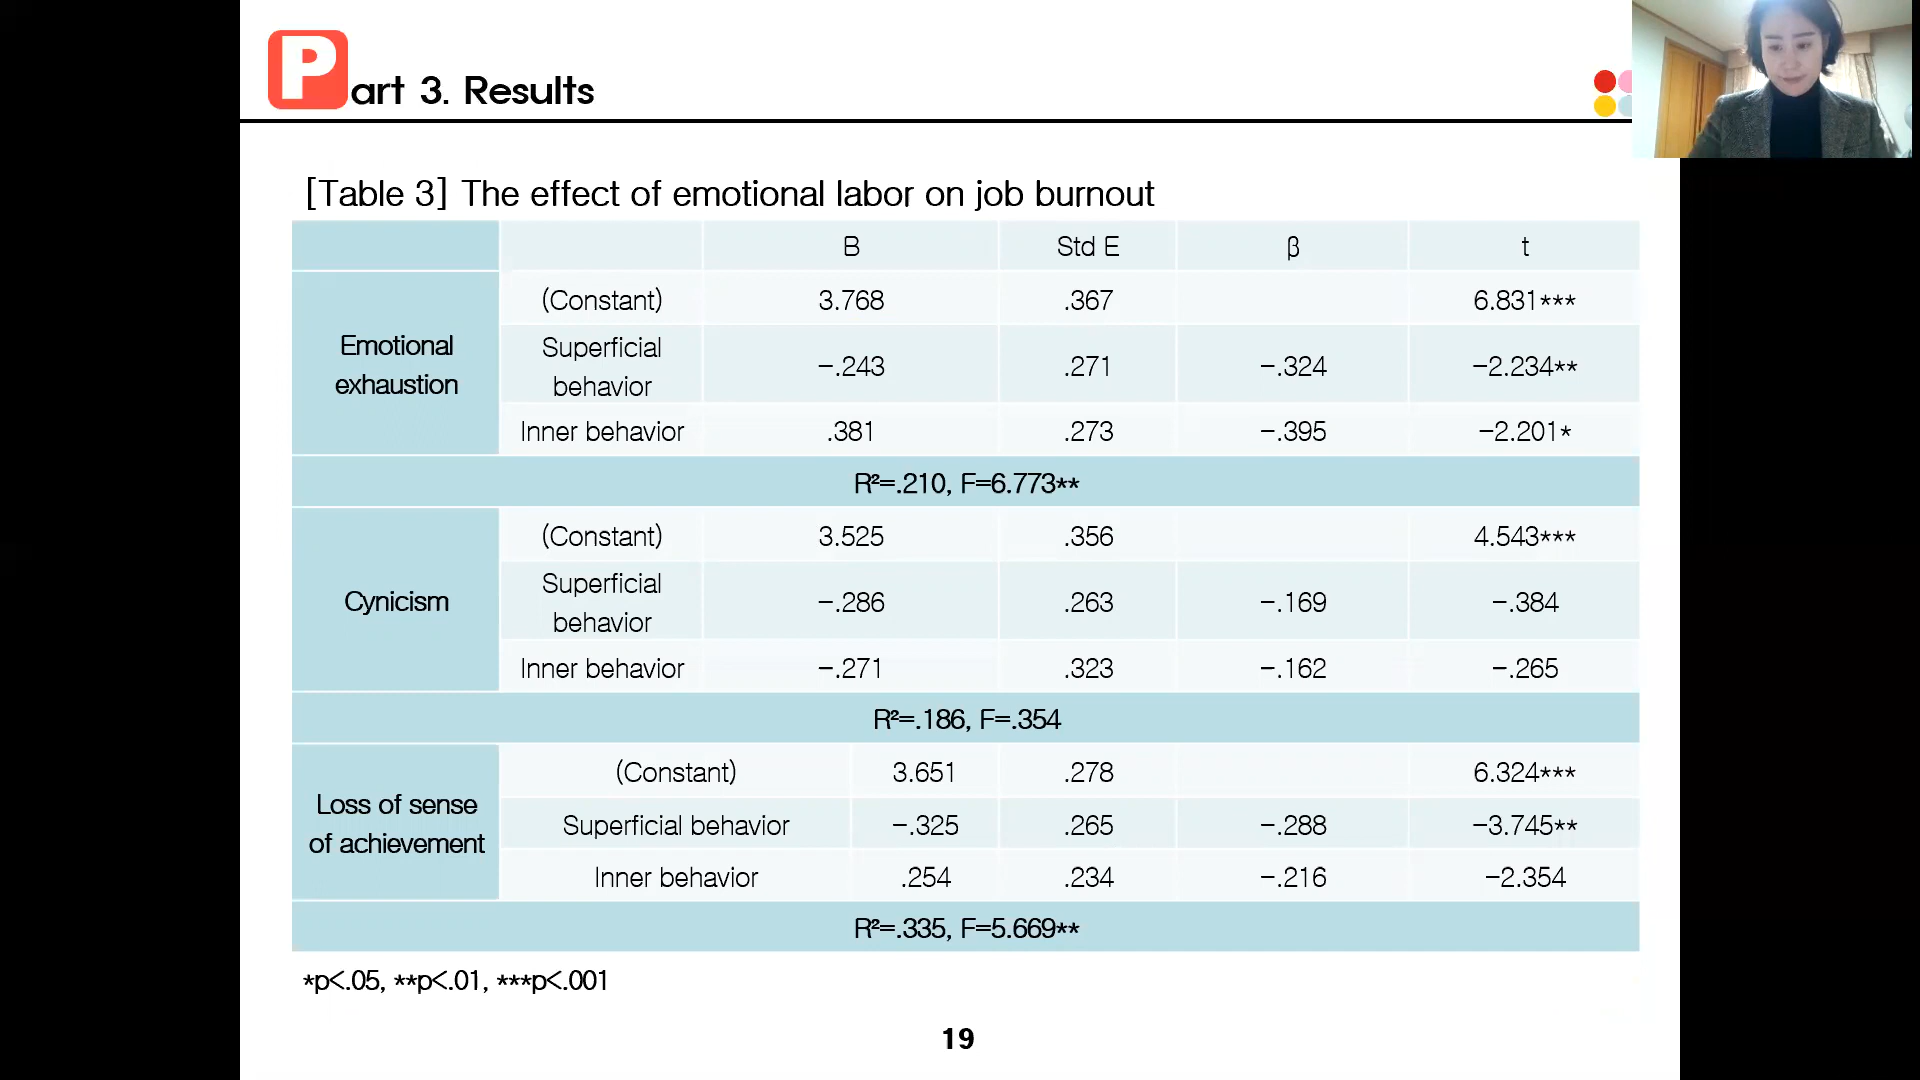 Part 3. Results
[Table 3] The effect of emotional labor on job burnout
B Std E β t
Emotional exhaustion
(Constant) 3.768 .367 6.831***
Superficial behavior −.243 .271 −.324 −2.234**
Inner behavior .381 .273 −.395 −2.201*
R²=.210, F=6.773**
Cynicism
(Constant) 3.525 .356 4.543***
Superficial behavior −.286 .263 −.169 −.384
Inner behavior −.271 .323 −.162 −.265
R²=.186, F=.354
Loss of sense of achievement
(Constant) 3.651 .278 6.324***
Superficial behavior −.325 .265 −.288 −3.745**
Inner behavior .254 .234 −.216 −2.354
R²=.335, F=5.669**
*p<.05, **p<.01, ***p<.001
19